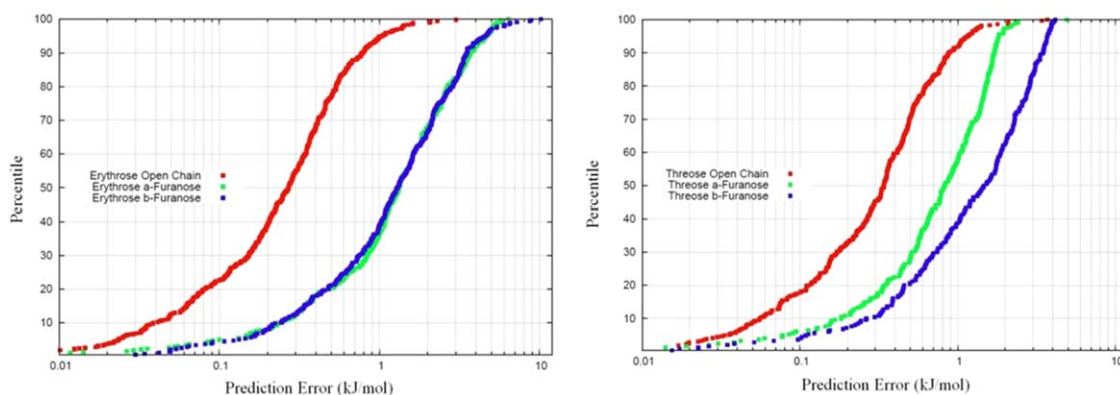 100
90
80
70
60
50
40
30
20
10
Percentile
Erythrose Open Chain
Erythrose a-Furanose
Erythrose b-Furanose
0.01
0.1
1
10
Prediction Error (kJ/mol)
100
90
80
70
60
50
40
30
20
10
Percentile
Threose Open Chain
Threose a-Furanose
Threose b-Furanose
0.01
0.1
1
10
Prediction Error (kJ/mol)